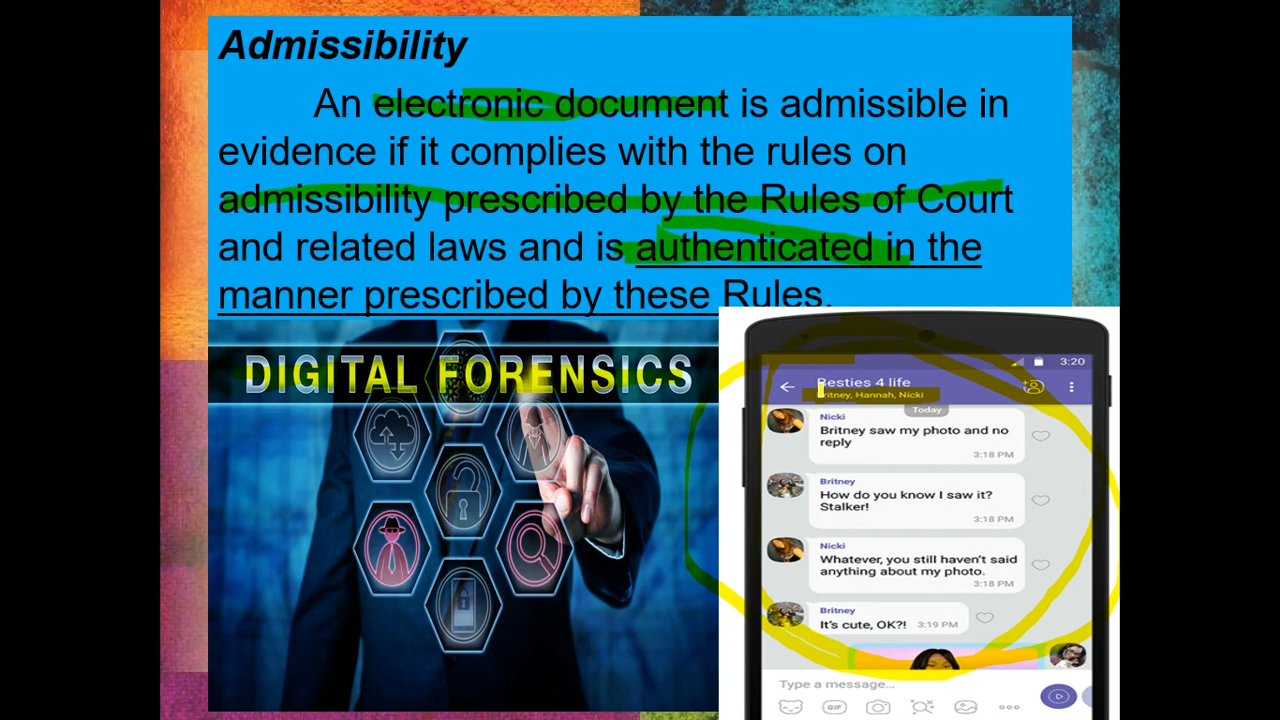 Admissibility
An electronic document is admissible in
evidence if it complies with the rules on
admissibility prescribed by the Rules of Court
and related laws and is authenticated in the
manner prescribed by these Rules.
DIGITAL FORENSICS
3:20
Besties 4 life
Britney, Hannah, Nicki
Today
Nicki
Britney saw my photo and no
reply
3:18 PM
Britney
How do you know I saw it?
Stalker!
3:18 PM
Nicki
Whatever, you still haven't said
anything about my photo.
3:18 PM
Britney
It's cute, OK?! 3:19 PM
Type a message...
GIF